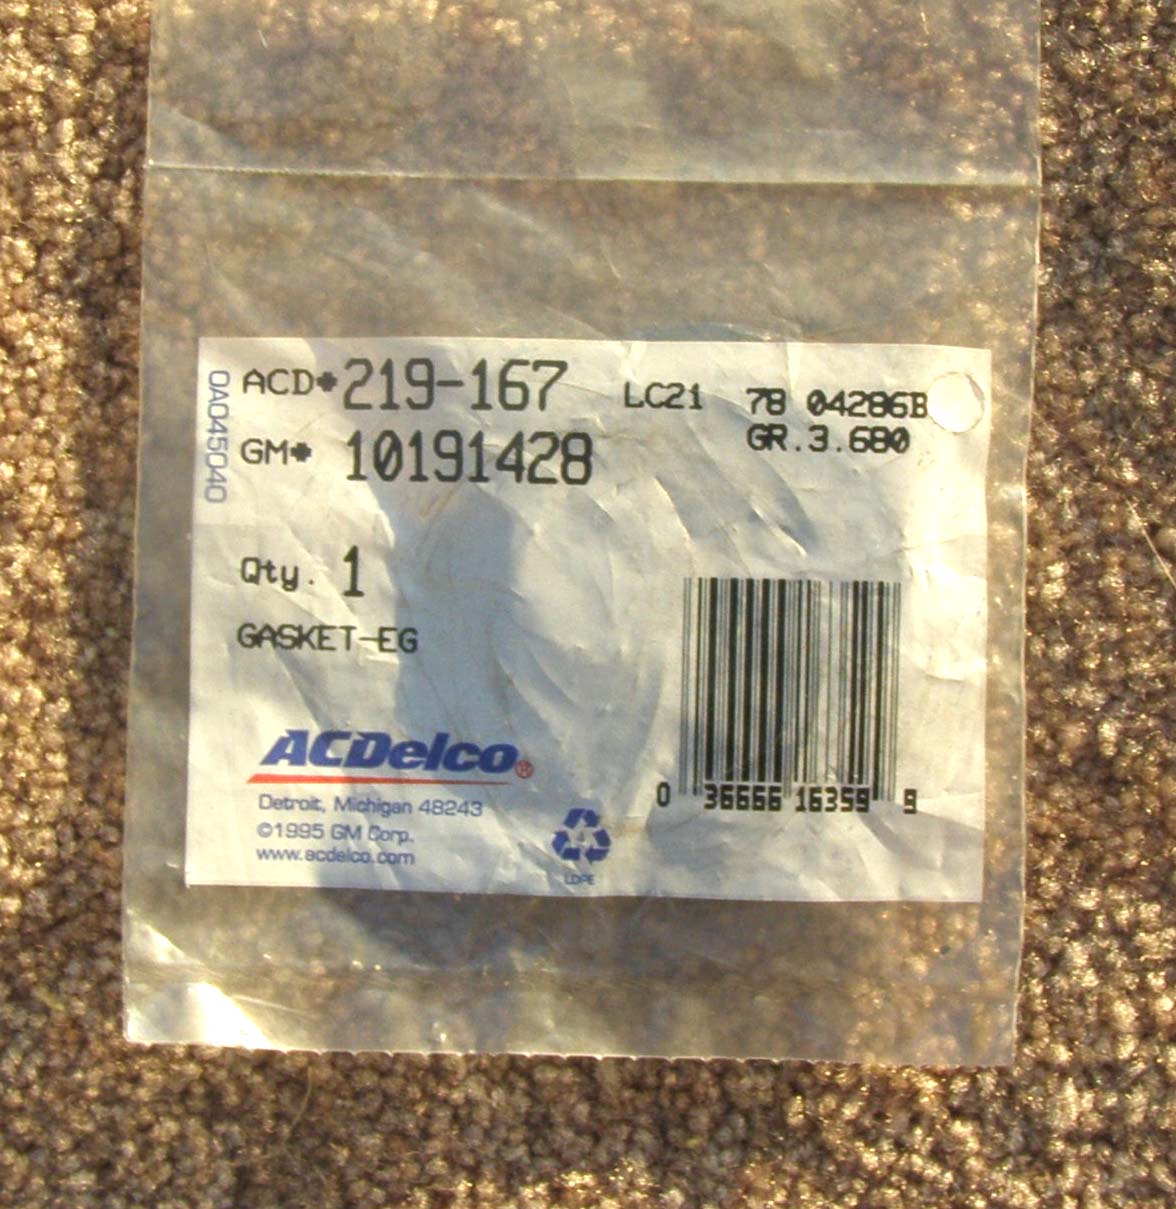 0A045040
ACD# 219-167 LC21 78 04286B
GM# 10191428 GR.3.680
Qty. 1
GASKET-EG
ACDelco®
Detroit, Michigan 48243
©1995 GM Corp.
www.acdelco.com
4
LDPE
0 36666 16359 9